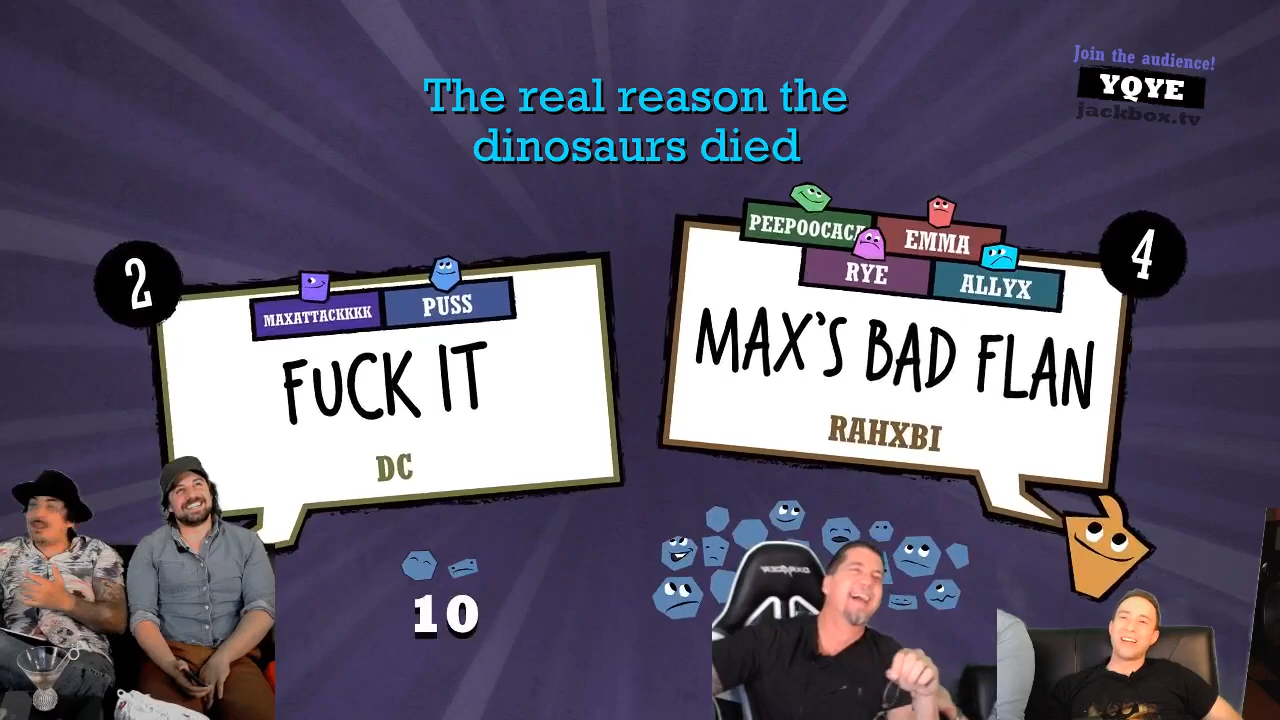 The real reason the
dinosaurs died
Join the audience!
YQYE
jackbox.tv
2
MAXATTACKKKK
PUSS
FUCK IT
DC
10
PEEPOOCACA
EMMA
RYE
ALLYX
4
MAX'S BAD FLAN
RAHXBI